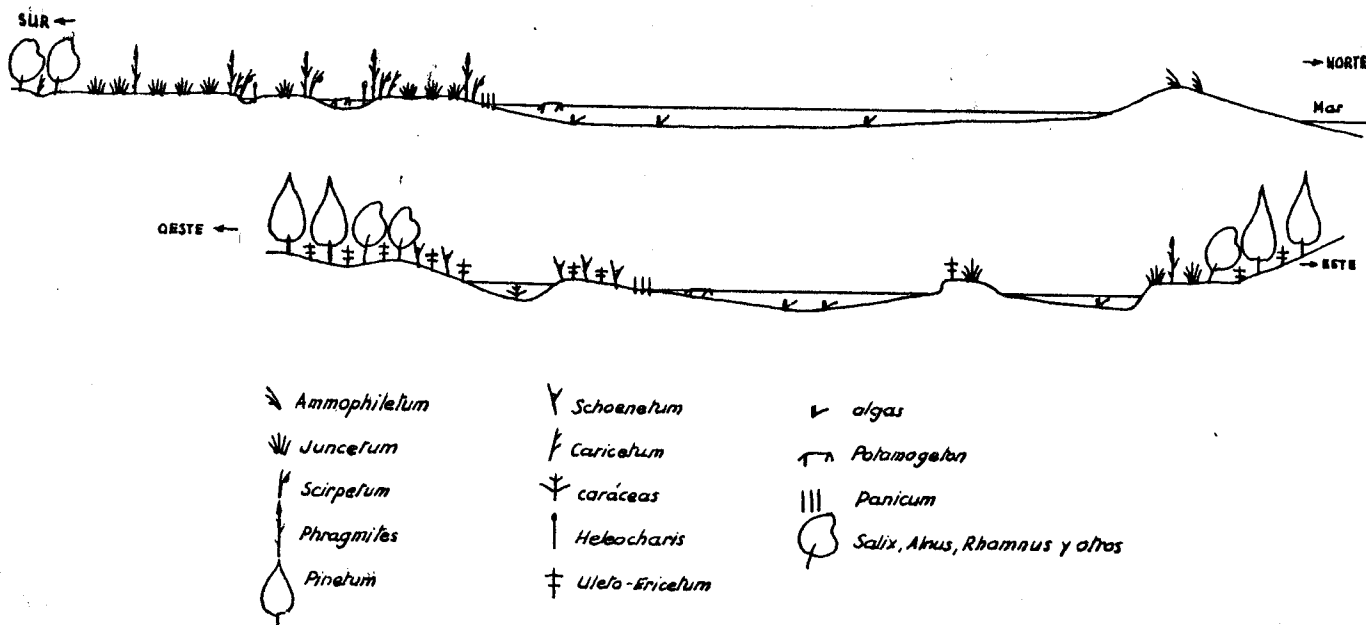 SUR ←
→ NORTE
Mar
OESTE ←
→ ESTE
Ammophiletum
Juncetum
Scirpetum
Phragmites
Pinetum
Schoenetum
Caricetum
caráceas
Heleocharis
Uleto-Ericetum
algas
Potamogeton
Panicum
Salix, Alnus, Rhamnus y otros